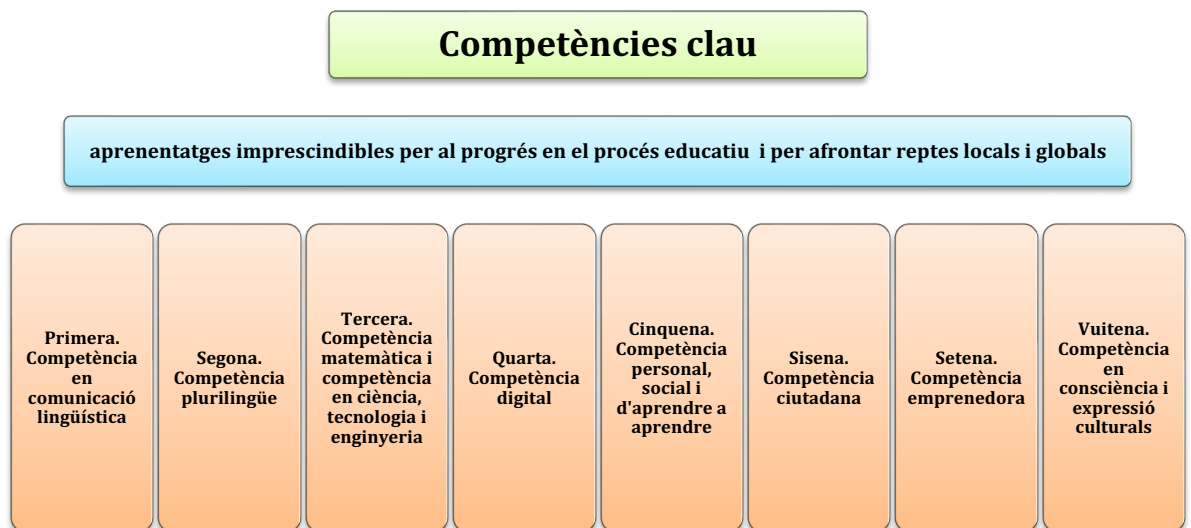 Competències clau
aprenentatges imprescindibles per al progrés en el procés educatiu i per afrontar reptes locals i globals
Primera.
Competència
en
comunicació
lingüística
Segona.
Competència
plurilingüe
Tercera.
Competència
matemàtica i
competència
en ciència,
tecnologia i
enginyeria
Quarta.
Competència
digital
Cinquena.
Competència
personal,
social i
d'aprendre a
aprendre
Sisena.
Competència
ciutadana
Setena.
Competència
emprenedora
Vuitena.
Competència
en
consciència i
expressió
culturals